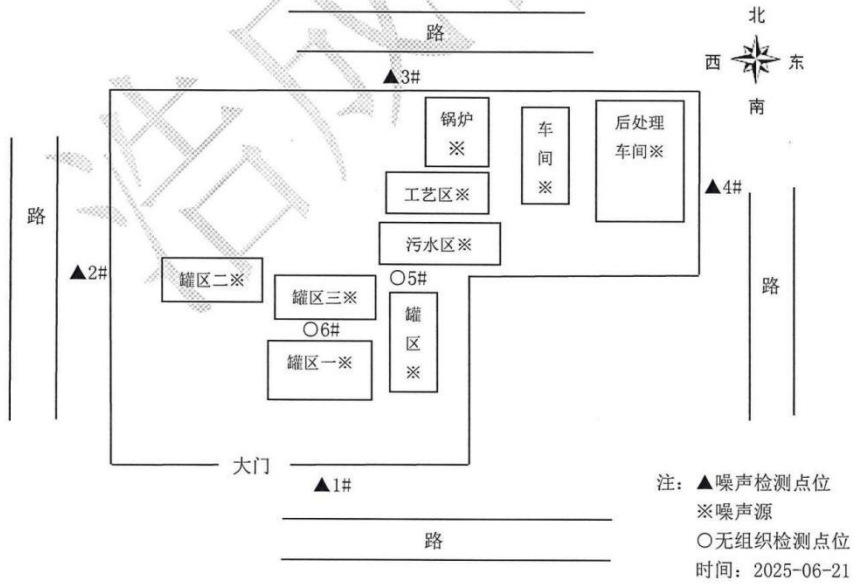 北
路
西 东
▲3#
南
锅炉
※
车
间
※
后处理
车间※
工艺区※
▲4#
路
污水区※
▲2#
罐区二※
○5#
罐区三※
路
罐
区
※
○6#
罐区一※
大门
▲1#
注：▲噪声检测点位
※噪声源
○无组织检测点位
时间：2025-06-21
路